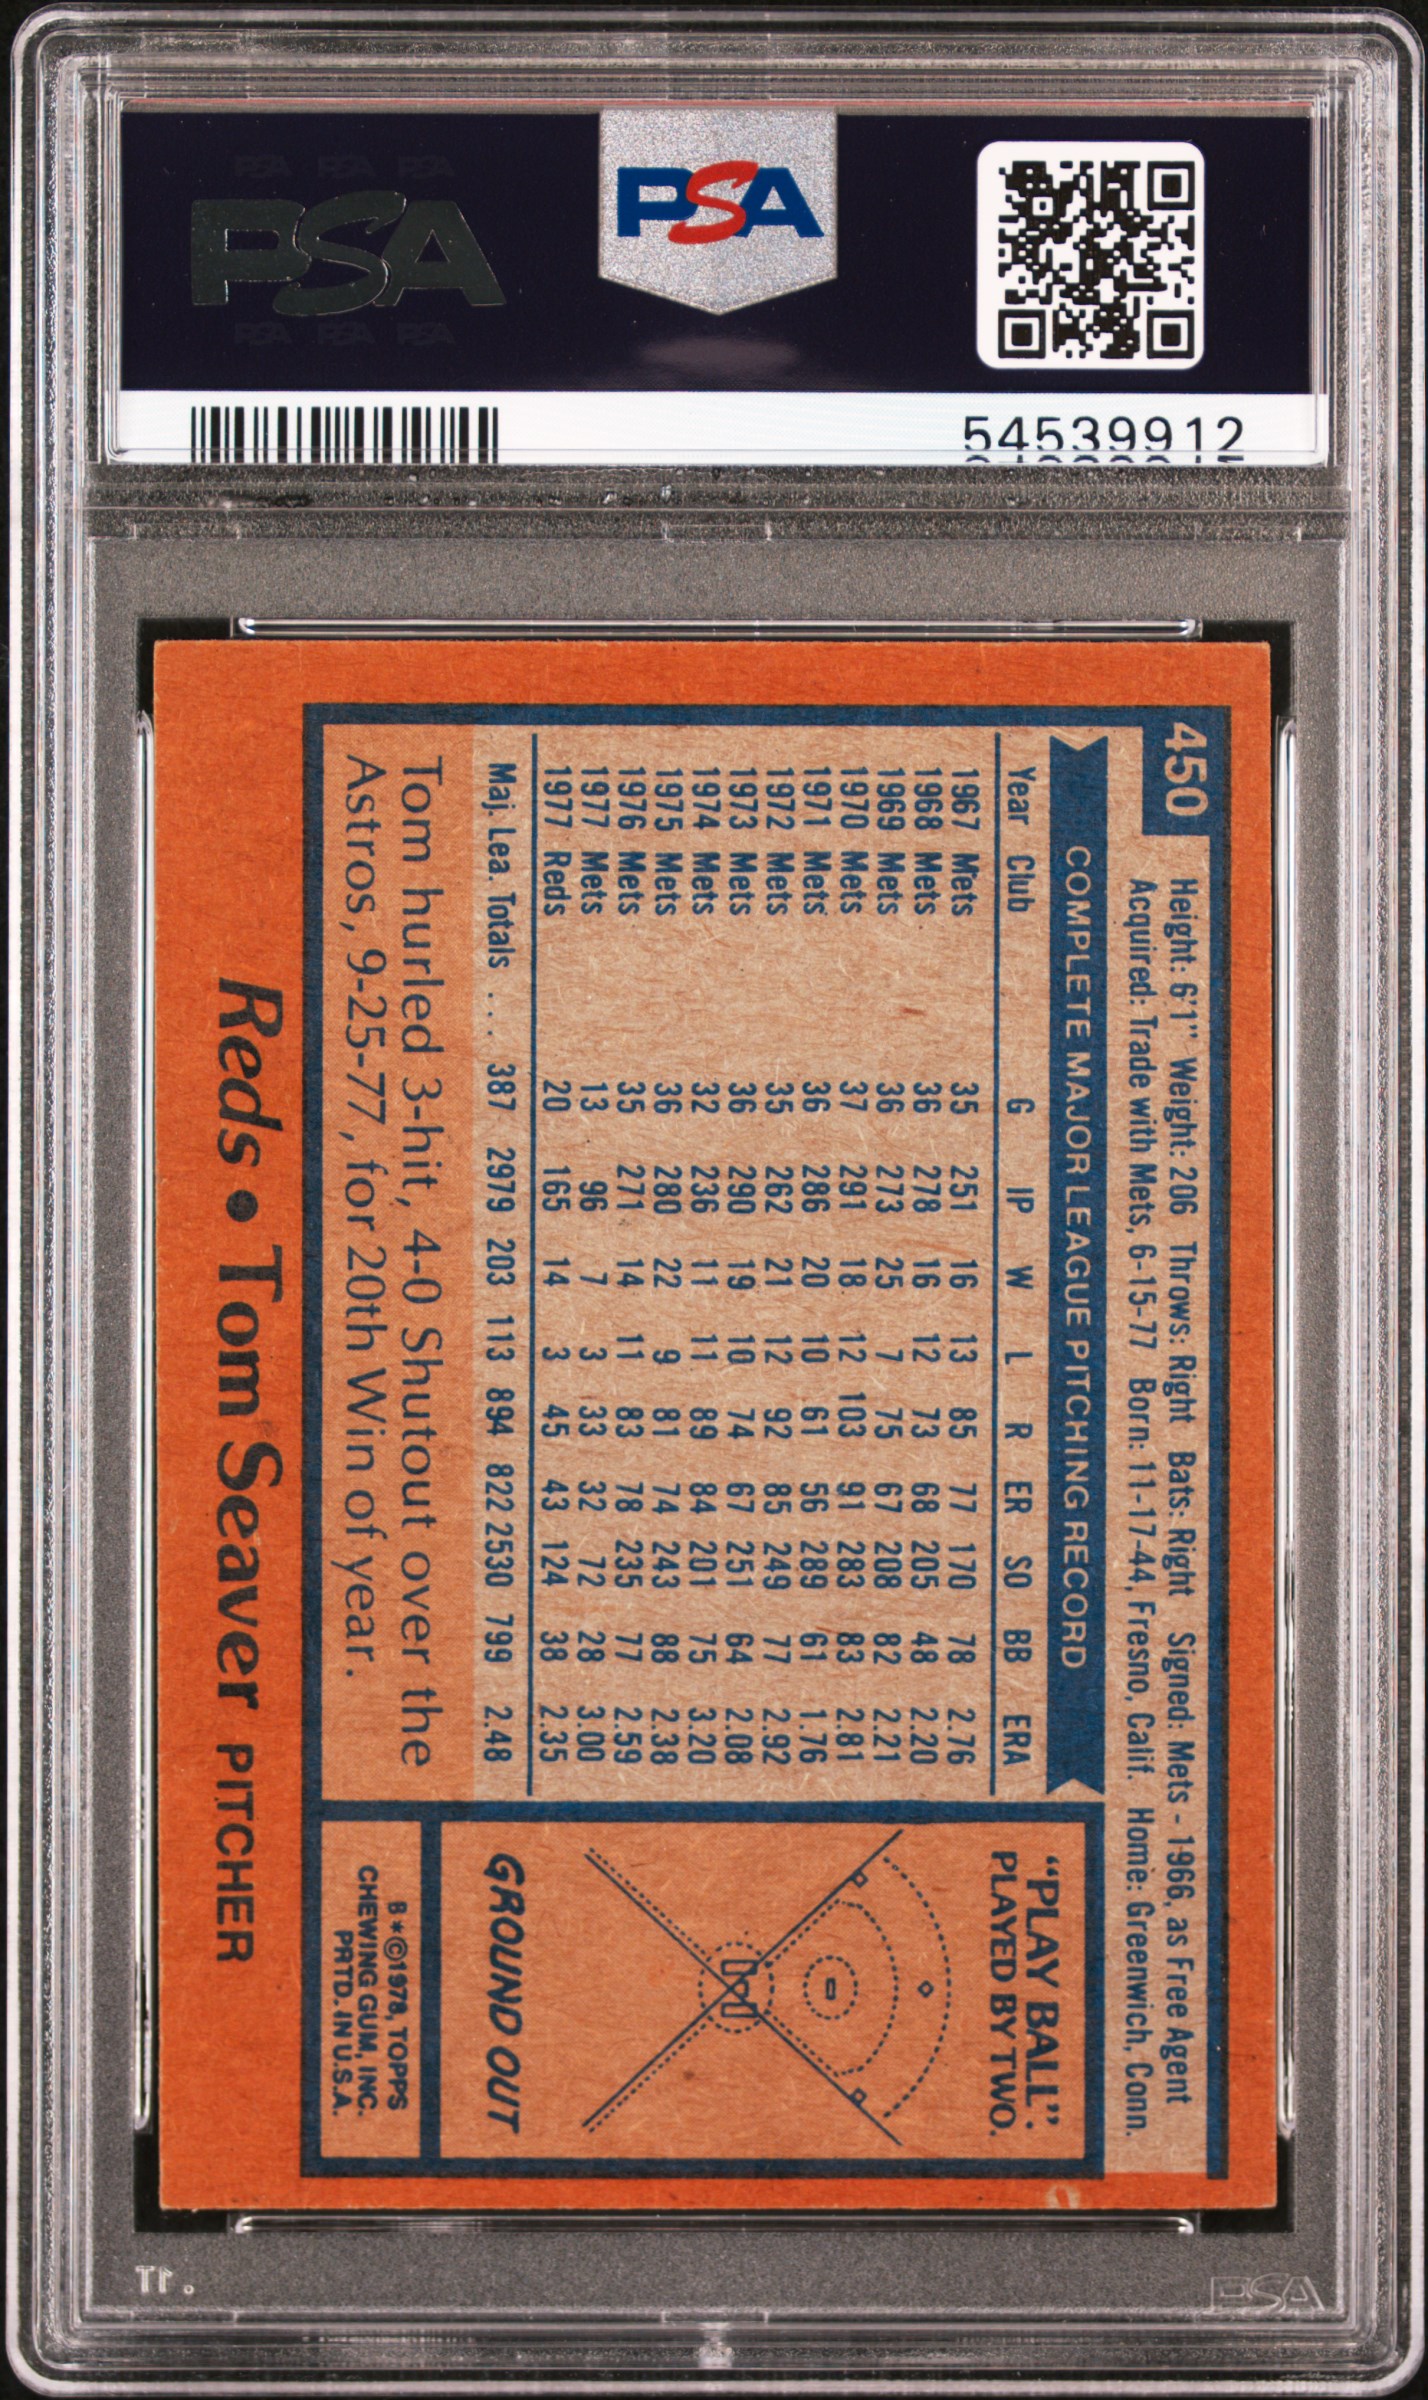 PSA PSA PSA
PSA
PSA PSA PSA
PSA
54539912
450
Height: 6'1" Weight: 206 Throws: Right Bats: Right Signed: Mets - 1966, as Free Agent
Acquired: Trade with Mets, 6-15-77 Born: 11-17-44, Fresno, Calif. Home: Greenwich, Conn.
COMPLETE MAJOR LEAGUE PITCHING RECORD
Year Club G IP W L R ER SO BB ERA
1967 Mets 35 251 16 13 85 77 170 78 2.76
1968 Mets 36 278 16 12 73 68 205 48 2.20
1969 Mets 36 273 25 7 75 67 208 82 2.21
1970 Mets 37 291 18 12 103 91 283 83 2.81
1971 Mets 36 286 20 10 61 56 289 61 1.76
1972 Mets 35 262 21 12 92 85 249 77 2.92
1973 Mets 36 290 19 10 74 67 251 64 2.08
1974 Mets 32 236 11 11 89 84 201 75 3.20
1975 Mets 36 280 22 9 81 74 243 88 2.38
1976 Mets 35 271 14 11 83 78 235 77 2.59
1977 Mets 13 96 7 3 33 32 72 28 3.00
1977 Reds 20 165 14 3 45 43 124 38 2.35
Maj. Lea. Totals . . . 387 2979 203 113 894 822 2530 799 2.48
Tom hurled 3-hit, 4-0 Shutout over the
Astros, 9-25-77, for 20th Win of year.
"PLAY BALL":
PLAYED BY TWO.
GROUND OUT
B*©1978, TOPPS
CHEWING GUM, INC.
PRTD. IN U.S.A.
Reds • Tom Seaver PITCHER
PSA